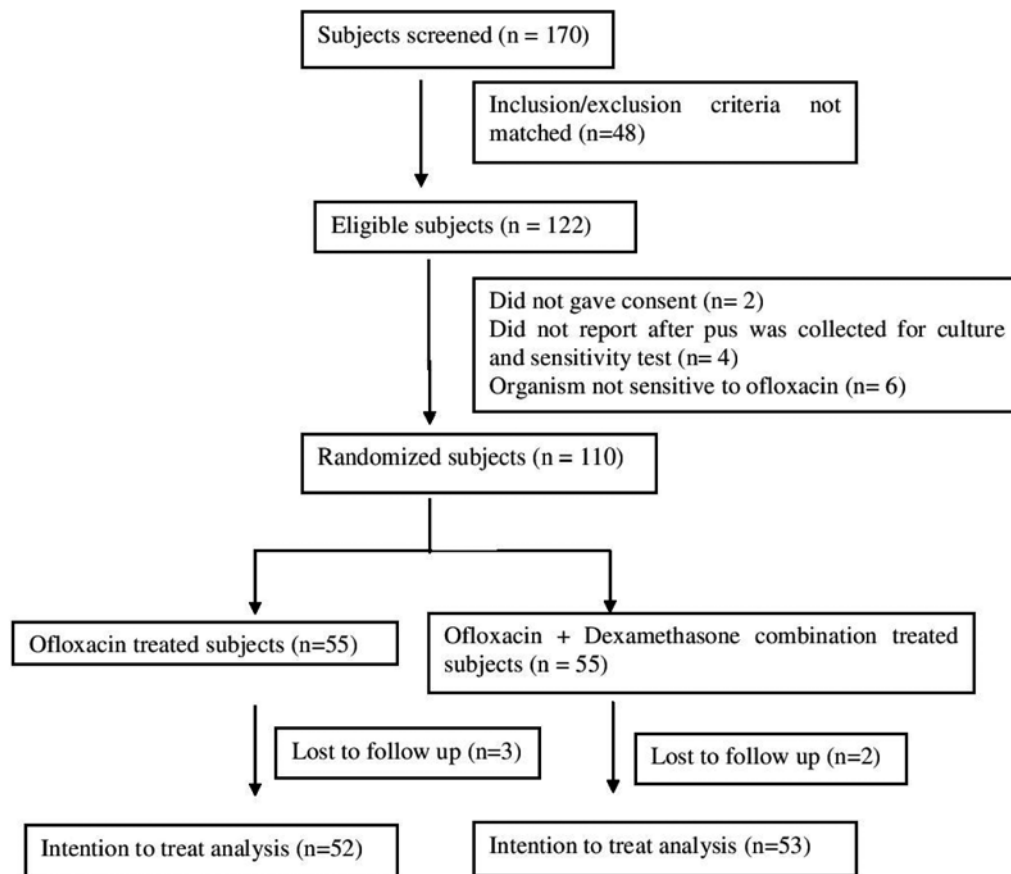 Subjects screened (n = 170)
Inclusion/exclusion criteria not
matched (n=48)
Eligible subjects (n = 122)
Did not gave consent (n= 2)
Did not report after pus was collected for culture
and sensitivity test (n= 4)
Organism not sensitive to ofloxacin (n= 6)
Randomized subjects (n = 110)
Ofloxacin treated subjects (n=55)
Ofloxacin + Dexamethasone combination treated
subjects (n = 55)
Lost to follow up (n=3)
Lost to follow up (n=2)
Intention to treat analysis (n=52)
Intention to treat analysis (n=53)